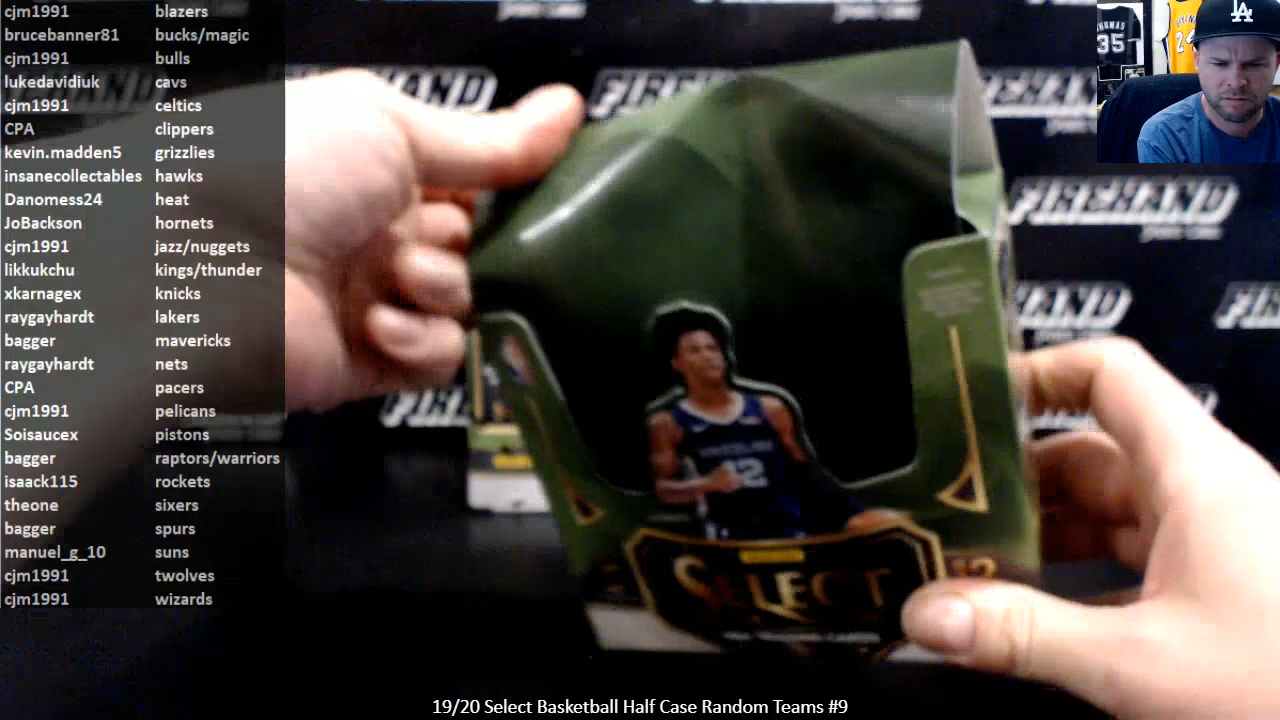 cjm1991 blazers
brucebanner81 bucks/magic
cjm1991 bulls
lukedavidiuk cavs
cjm1991 celtics
CPA clippers
kevin.madden5 grizzlies
insanecollectables hawks
Danomess24 heat
JoBackson hornets
cjm1991 jazz/nuggets
likkukchu kings/thunder
xkarnagex knicks
raygayhardt lakers
bagger mavericks
raygayhardt nets
CPA pacers
cjm1991 pelicans
Soisaucex pistons
bagger raptors/warriors
isaack115 rockets
theone sixers
bagger spurs
manuel_g_10 suns
cjm1991 twolves
cjm1991 wizards
FIREHAND
FIREHAND
FIREHAND
35
LA
12
SELECT
12
19/20 Select Basketball Half Case Random Teams #9